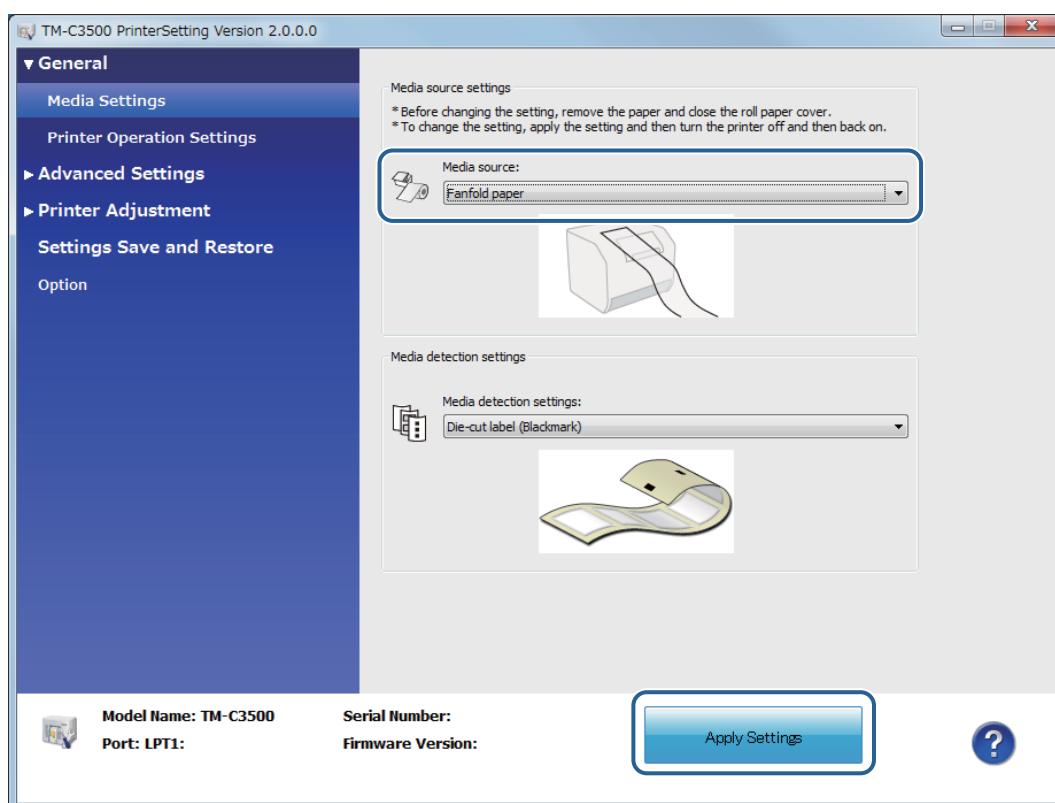 TM-C3500 PrinterSetting Version 2.0.0.0
General
Media Settings
Printer Operation Settings
Advanced Settings
Printer Adjustment
Settings Save and Restore
Option
Media source settings
* Before changing the setting, remove the paper and close the roll paper cover.
* To change the setting, apply the setting and then turn the printer off and then back on.
Media source:
Fanfold paper
Media detection settings
Media detection settings:
Die-cut label (Blackmark)
Model Name: TM-C3500
Port: LPT1:
Serial Number:
Firmware Version:
Apply Settings
?